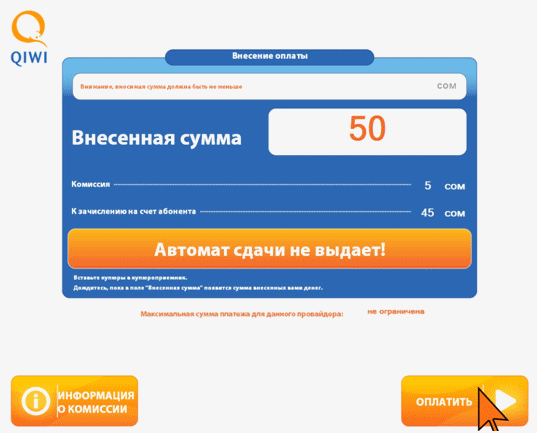 QIWI
Внесение оплаты
Внимание, вносимая сумма должна быть не меньше сом
Внесенная сумма 50
Комиссия 5 сом
К зачислению на счет абонента 45 сом
Автомат сдачи не выдает!
Вставьте купюры в купюроприемник.
Дождитесь, пока в поле "Внесенная сумма" появится сумма внесенных вами денег.
Максимальная сумма платежа для данного провайдера: не ограничена
ИНФОРМАЦИЯ
О КОМИССИИ
ОПЛАТИТЬ